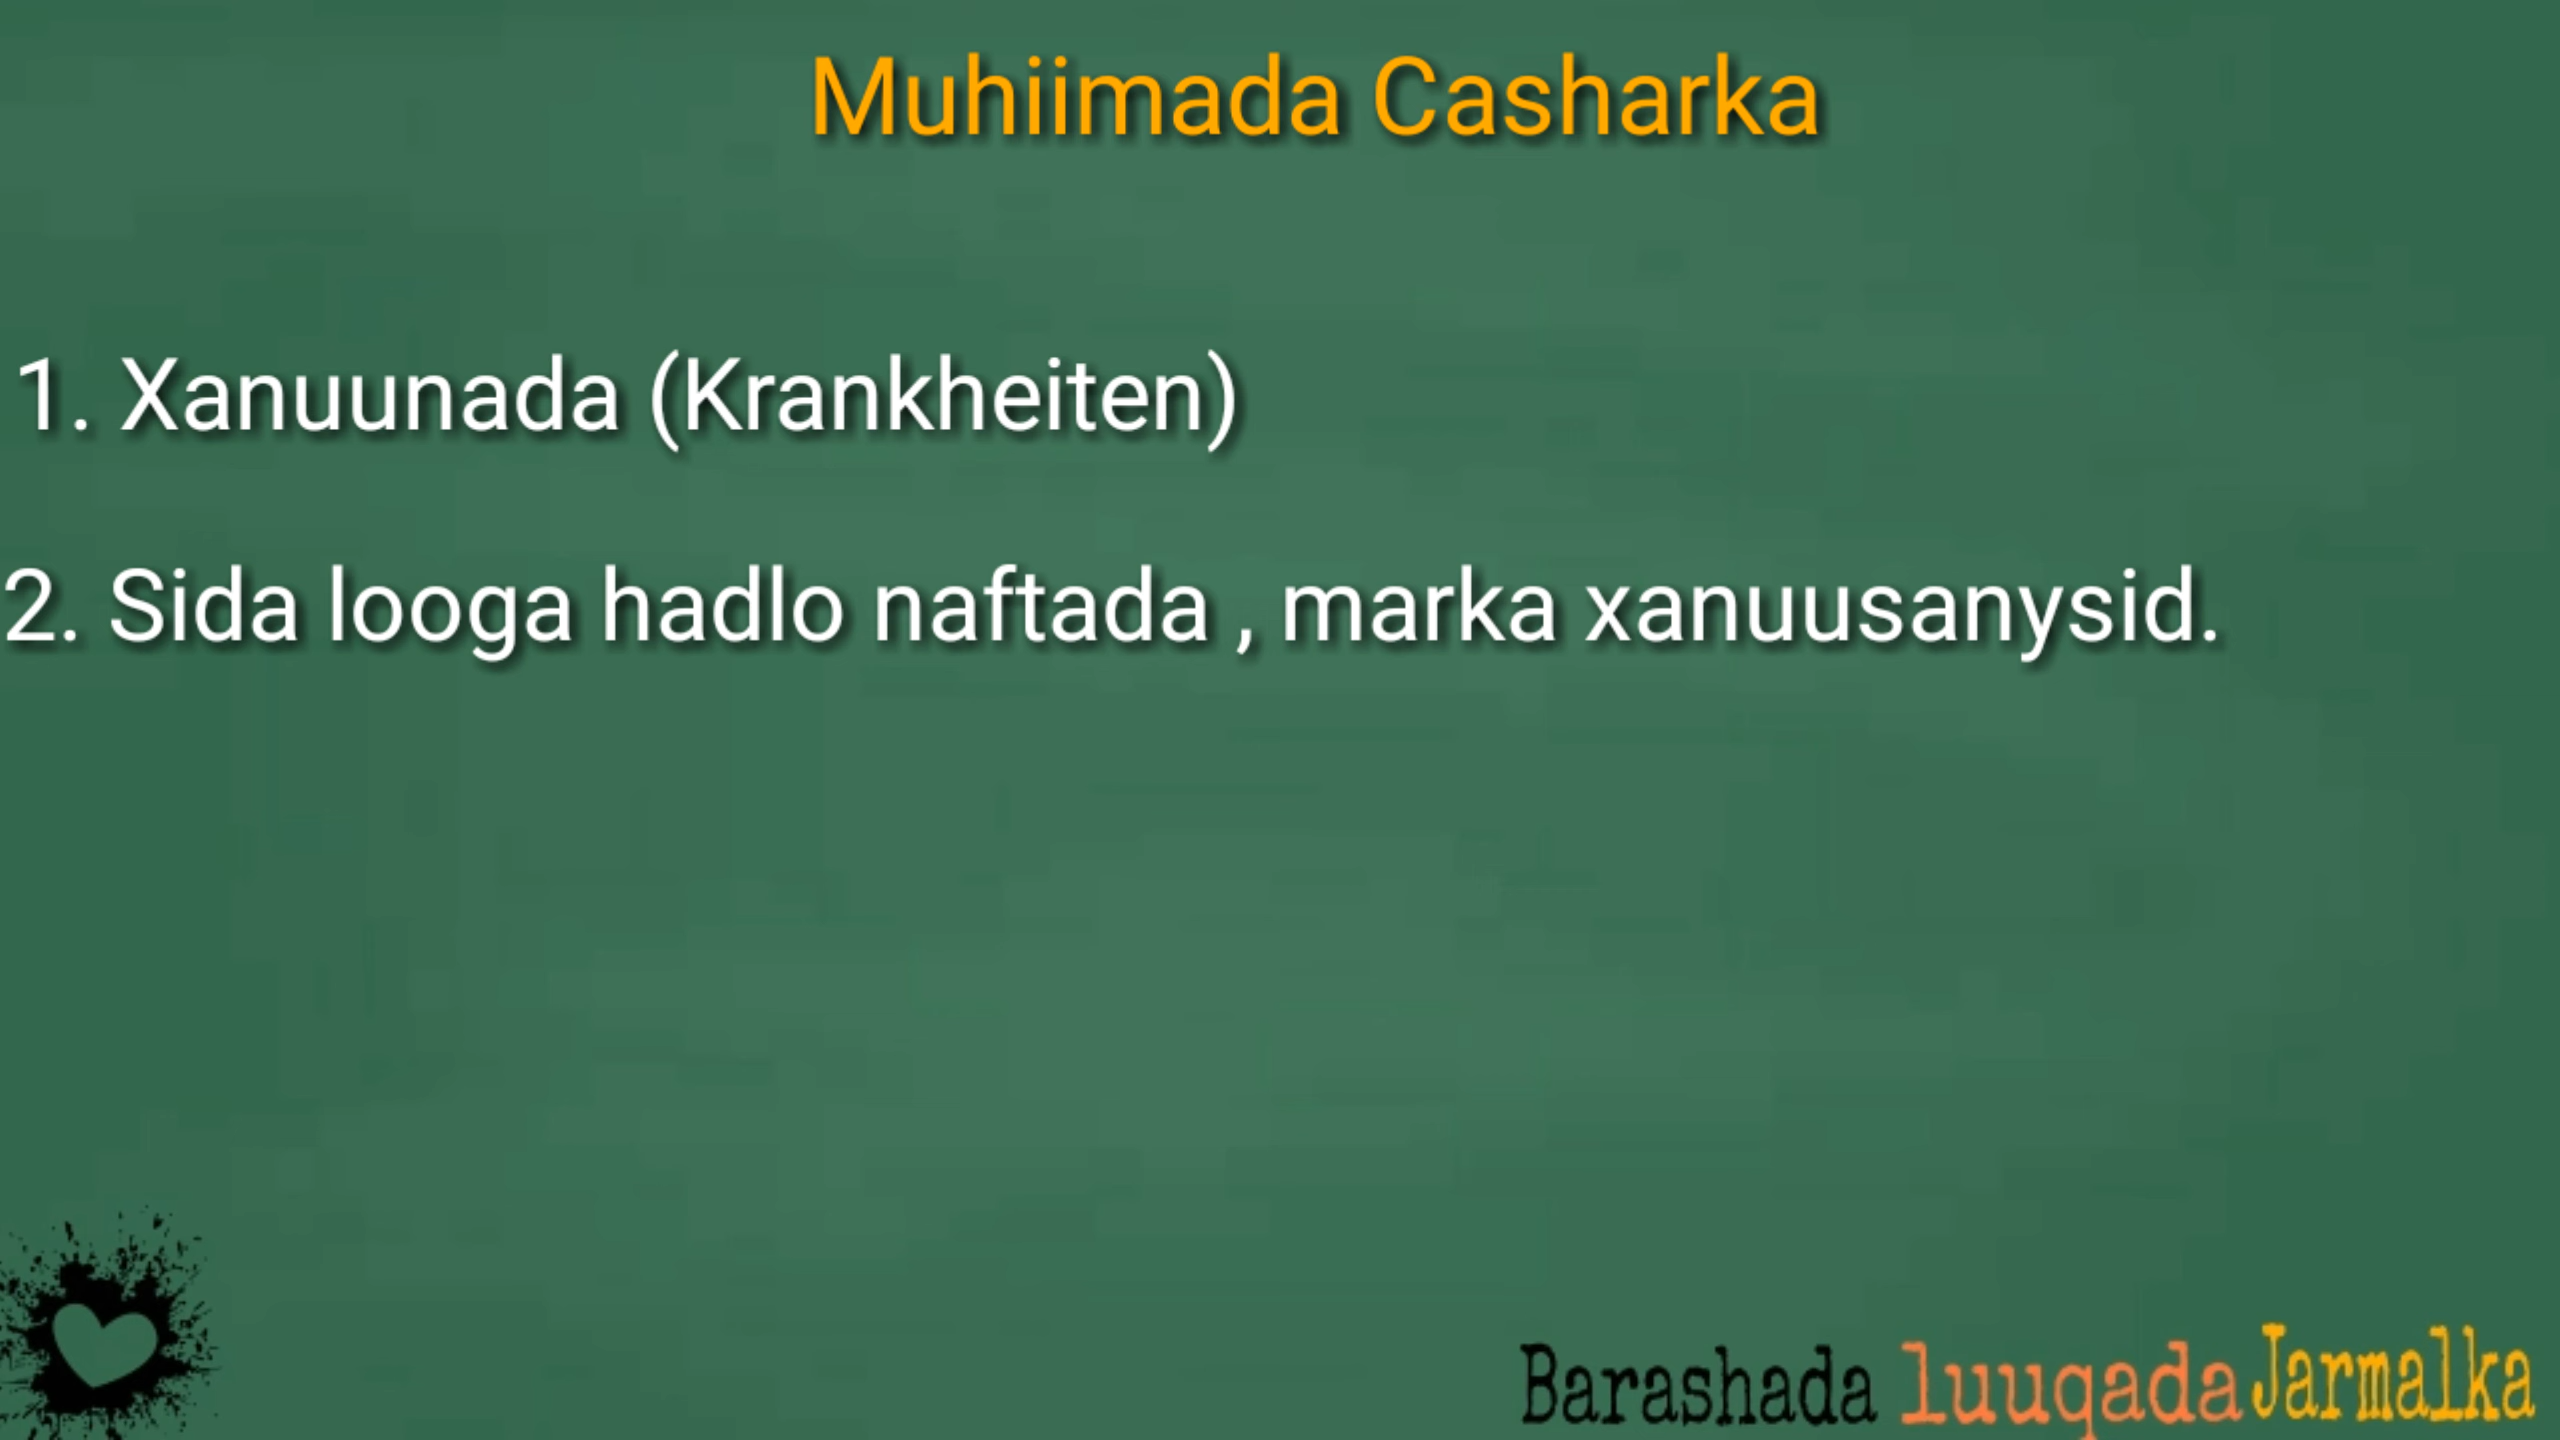 Muhiimada Casharka
1. Xanuunada (Krankheiten)
2. Sida looga hadlo naftada , marka xanuusanysid.
Barashada luuqada Jarmalka